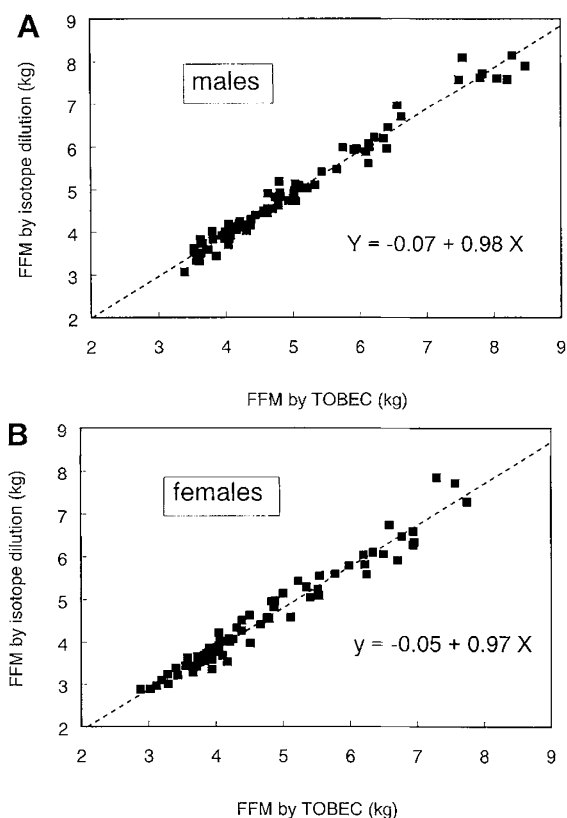 A
9
8
7
6
5
4
3
2
FFM by isotope dilution (kg)
males
Y = -0.07 + 0.98 X
2 3 4 5 6 7 8 9
FFM by TOBEC (kg)
B
9
8
7
6
5
4
3
2
FFM by isotope dilution (kg)
females
y = -0.05 + 0.97 X
2 3 4 5 6 7 8 9
FFM by TOBEC (kg)